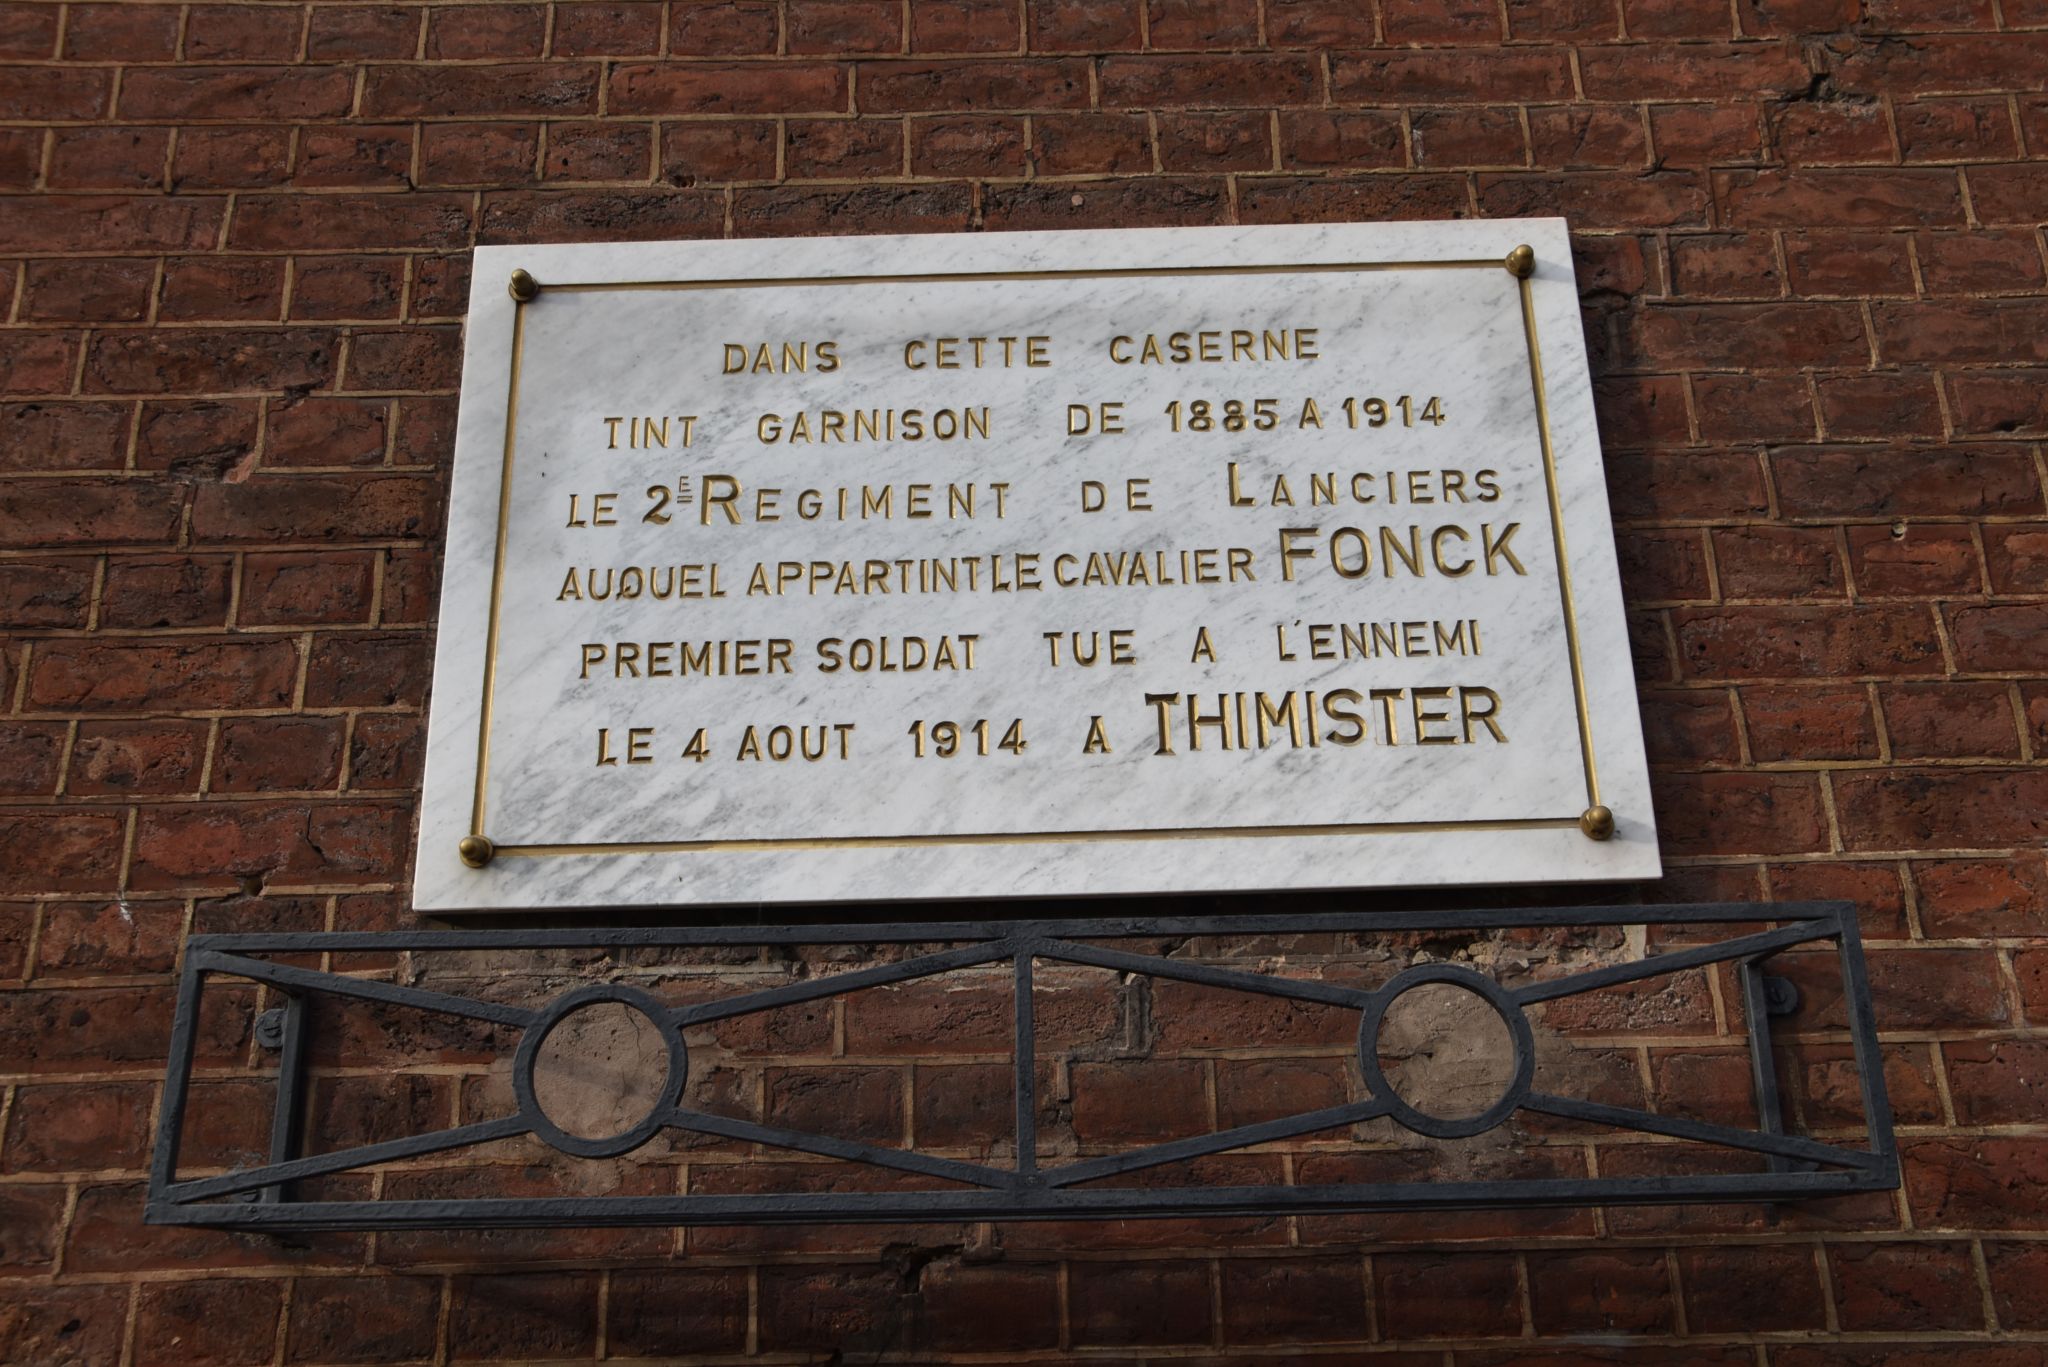 DANS CETTE CASERNE
TINT GARNISON DE 1885 A 1914
LE 2E REGIMENT DE LANCIERS
AUQUEL APPARTINT LE CAVALIER FONCK
PREMIER SOLDAT TUE A L'ENNEMI
LE 4 AOUT 1914 A THIMISTER